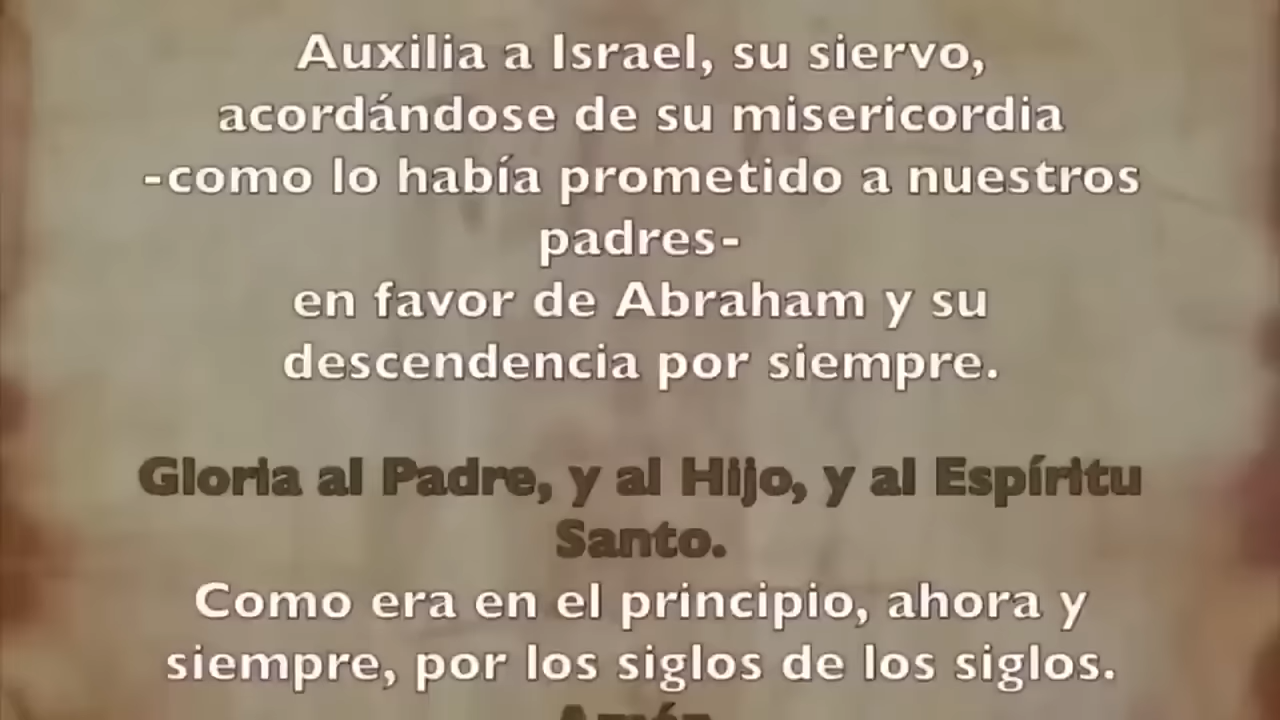 Auxilia a Israel, su siervo,
acordándose de su misericordia
-como lo había prometido a nuestros
padres-
en favor de Abraham y su
descendencia por siempre.
Gloria al Padre, y al Hijo, y al Espíritu
Santo.
Como era en el principio, ahora y
siempre, por los siglos de los siglos.